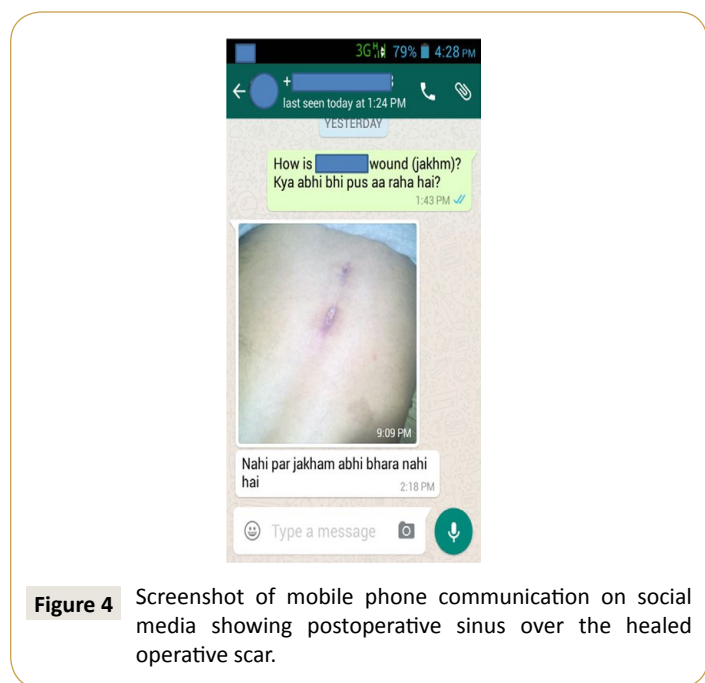 3G H 79% 4:28 PM
+
last seen today at 1:24 PM
YESTERDAY
How is wound (jakhm)?
Kya abhi bhi pus aa raha hai?
1:43 PM
9:09 PM
Nahi par jakham abhi bhara nahi
hai
2:18 PM
Type a message
Figure 4 Screenshot of mobile phone communication on social
media showing postoperative sinus over the healed
operative scar.